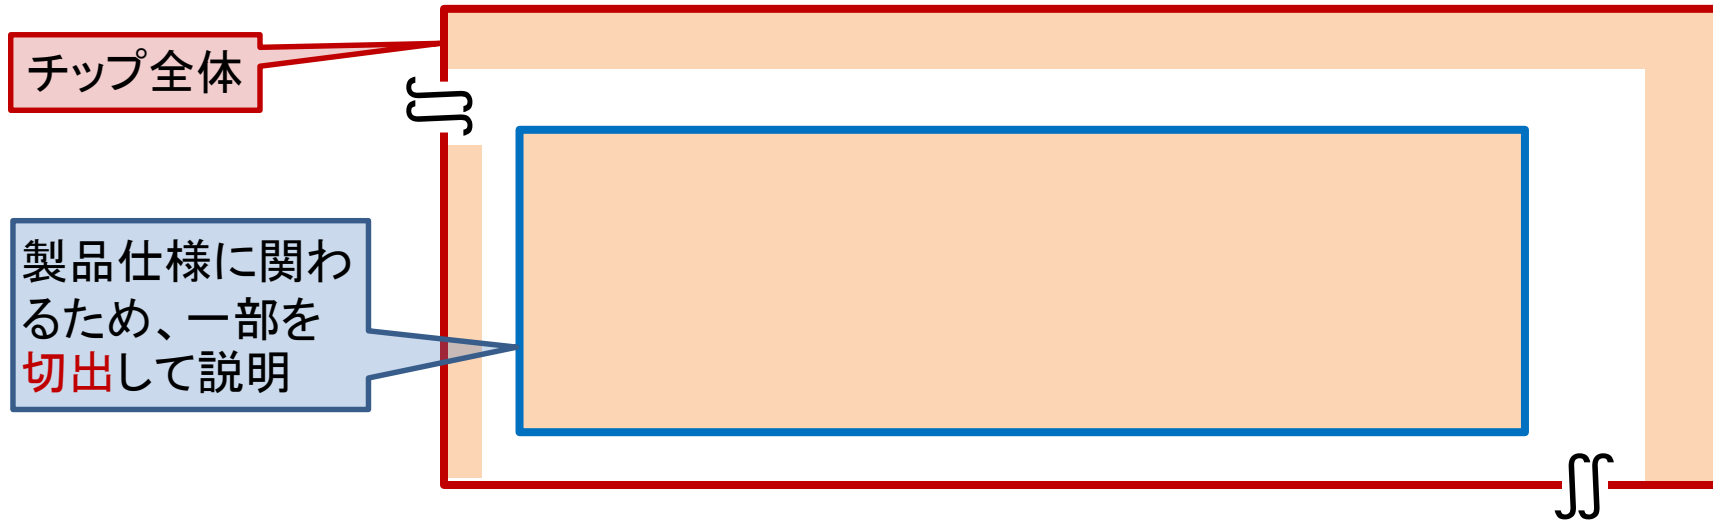 チップ全体
製品仕様に関わ
るため、一部を
切出して説明